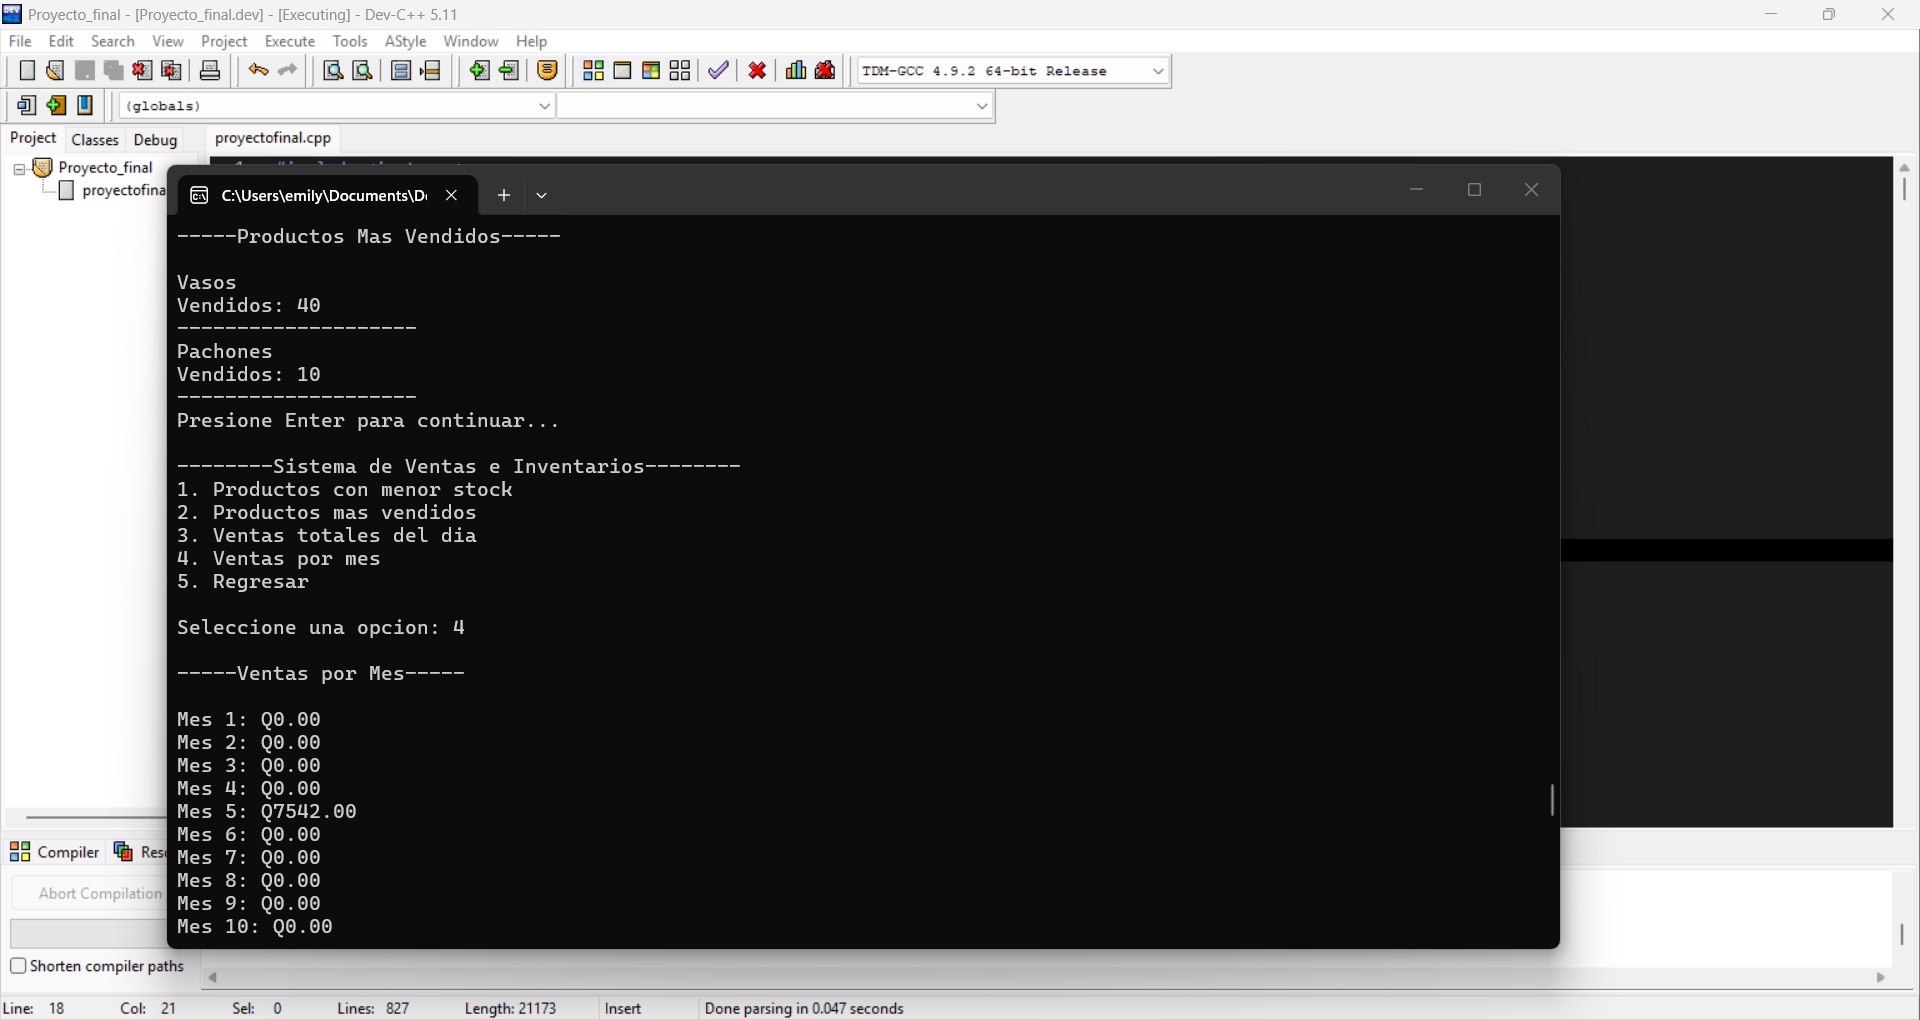 Proyecto_final - [Proyecto_final.dev] - [Executing] - Dev-C++ 5.11
File Edit Search View Project Execute Tools AStyle Window Help
TDM-GCC 4.9.2 64-bit Release
(globals)
Project Classes Debug
proyectofinal.cpp
Proyecto_final
proyectofina
C:\Users\emily\Documents\De
-----Productos Mas Vendidos-----
Vasos
Vendidos: 40
--------------------
Pachones
Vendidos: 10
--------------------
Presione Enter para continuar...
--------Sistema de Ventas e Inventarios--------
1. Productos con menor stock
2. Productos mas vendidos
3. Ventas totales del dia
4. Ventas por mes
5. Regresar
Seleccione una opcion: 4
-----Ventas por Mes-----
Mes 1: Q0.00
Mes 2: Q0.00
Mes 3: Q0.00
Mes 4: Q0.00
Mes 5: Q7542.00
Mes 6: Q0.00
Mes 7: Q0.00
Mes 8: Q0.00
Mes 9: Q0.00
Mes 10: Q0.00
Compiler Res
Abort Compilation
Shorten compiler paths
Line: 18 Col: 21 Sel: 0 Lines: 827 Length: 21173 Insert Done parsing in 0.047 seconds